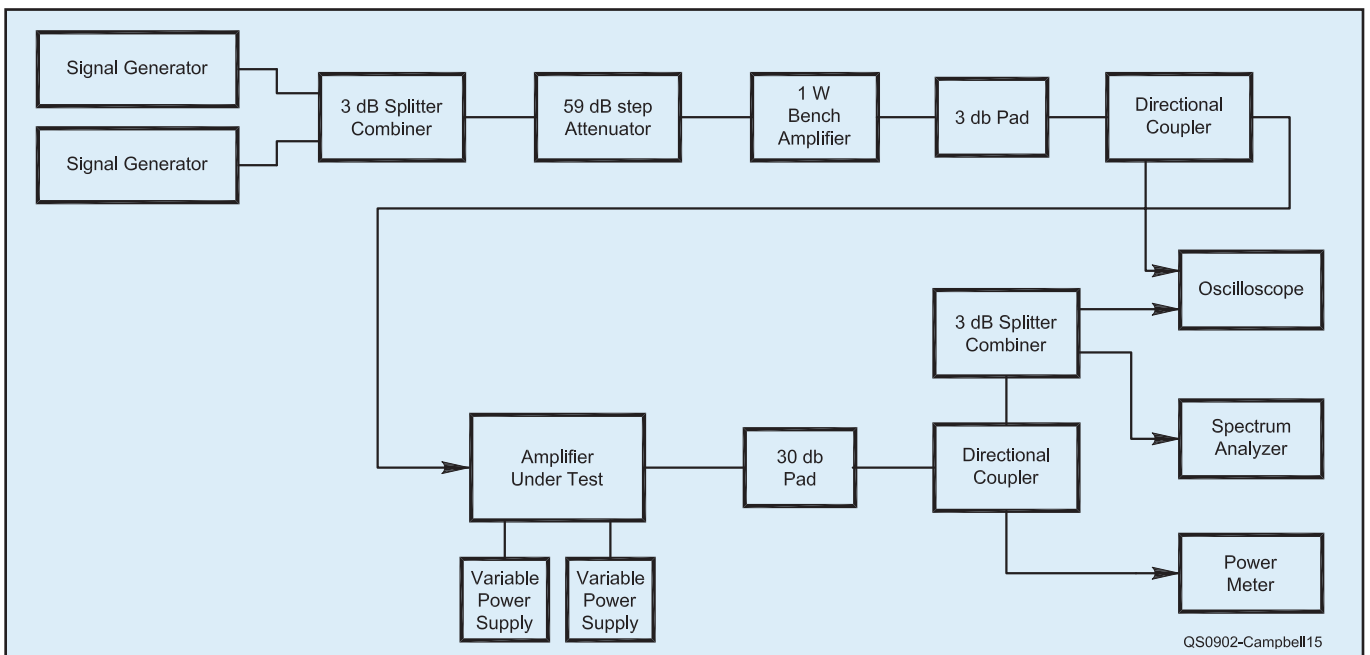 Signal Generator
Signal Generator
3 dB Splitter
Combiner
59 dB step
Attenuator
1 W
Bench
Amplifier
3 db Pad
Directional
Coupler
Oscilloscope
3 dB Splitter
Combiner
Spectrum
Analyzer
Amplifier
Under Test
30 db
Pad
Directional
Coupler
Variable
Power
Supply
Variable
Power
Supply
Power
Meter
QS0902-Campbell15